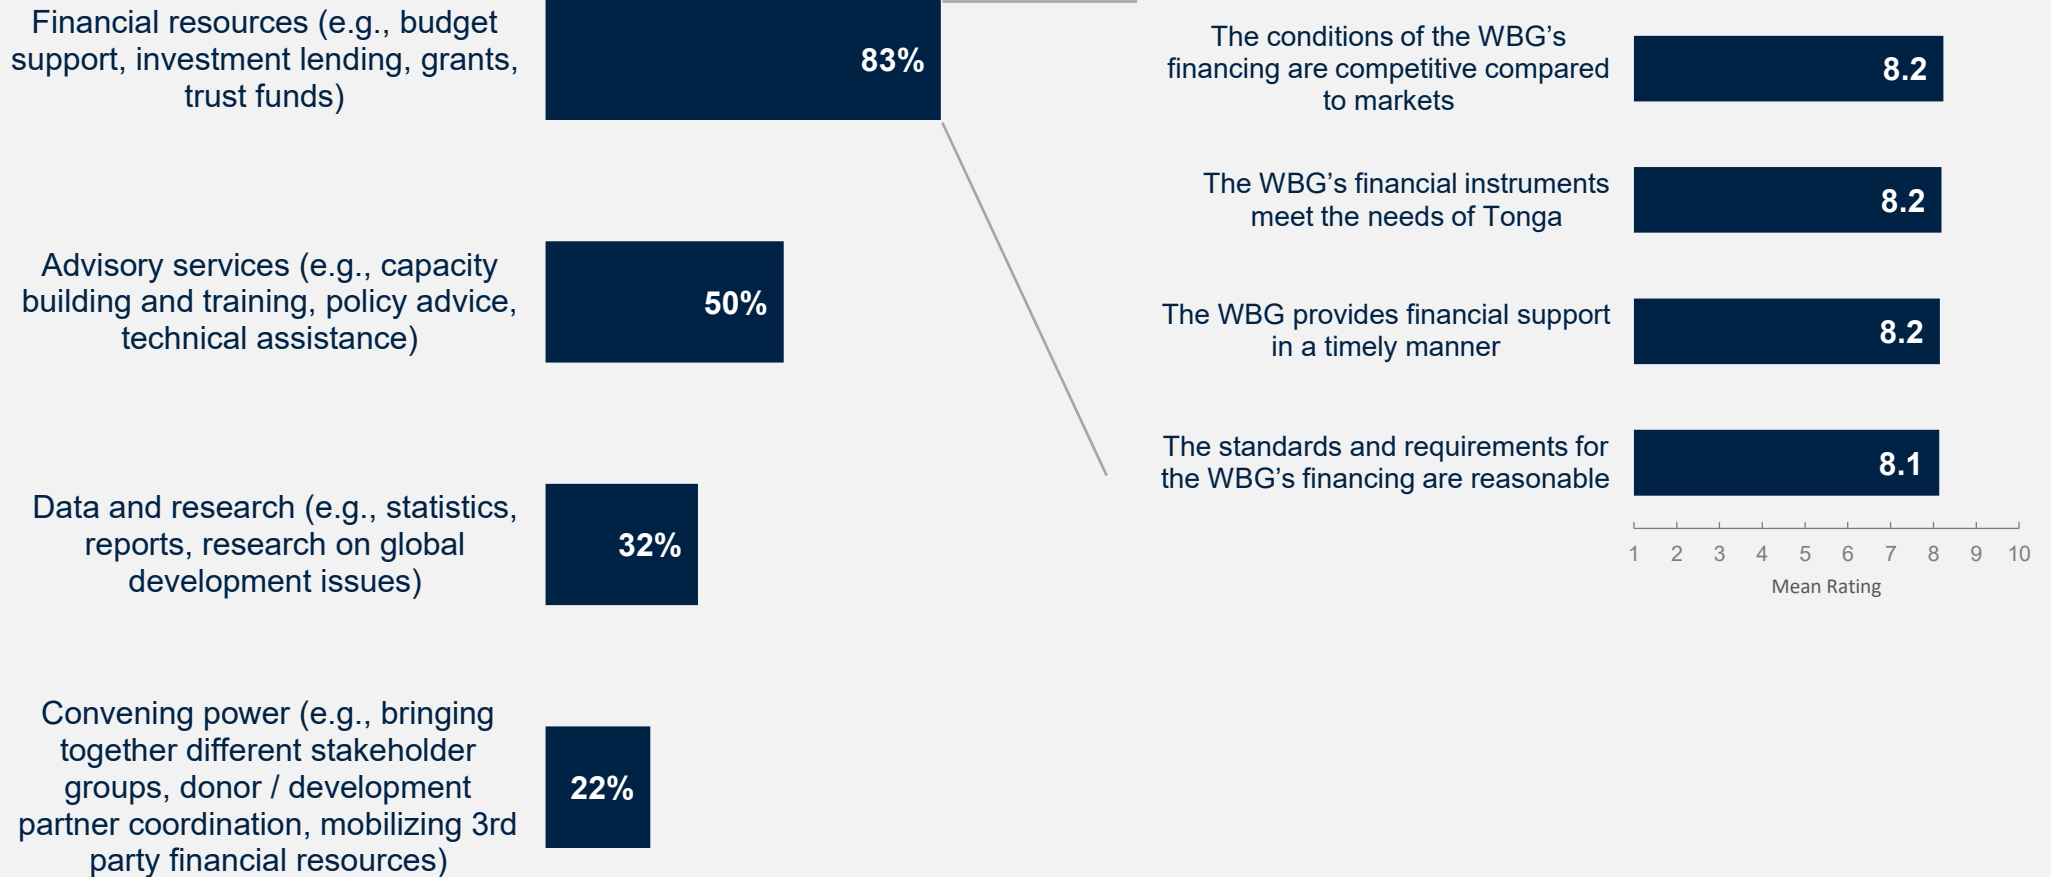 Financial resources (e.g., budget
support, investment lending, grants,
trust funds)
83%
Advisory services (e.g., capacity
building and training, policy advice,
technical assistance)
50%
Data and research (e.g., statistics,
reports, research on global
development issues)
32%
Convening power (e.g., bringing
together different stakeholder
groups, donor / development
partner coordination, mobilizing 3rd
party financial resources)
22%
The conditions of the WBG’s
financing are competitive compared
to markets
8.2
The WBG’s financial instruments
meet the needs of Tonga
8.2
The WBG provides financial support
in a timely manner
8.2
The standards and requirements for
the WBG’s financing are reasonable
8.1
1 2 3 4 5 6 7 8 9 10
Mean Rating